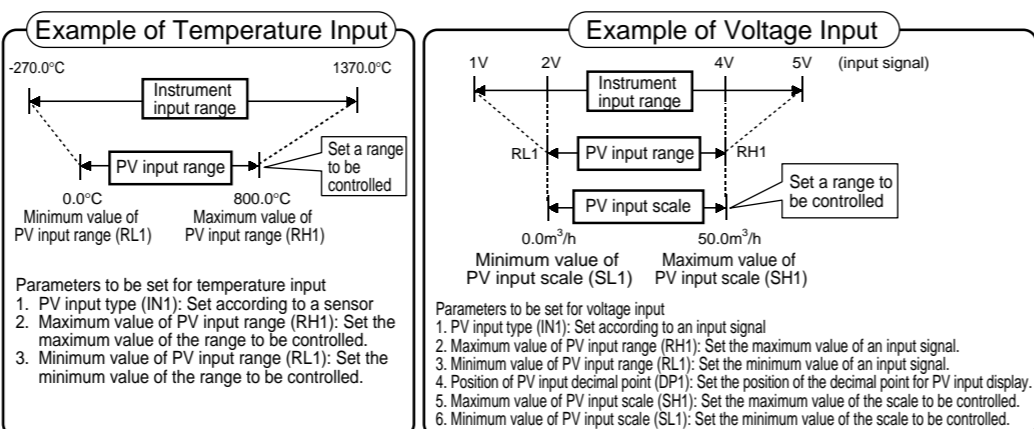 Example of Temperature Input
-270.0°C 1370.0°C
Instrument
input range
PV input range
Set a range
to be
controlled
0.0°C 800.0°C
Minimum value of Maximum value of
PV input range (RL1) PV input range (RH1)
Parameters to be set for temperature input
1. PV input type (IN1): Set according to a sensor
2. Maximum value of PV input range (RH1): Set the
maximum value of the range to be controlled.
3. Minimum value of PV input range (RL1): Set the
minimum value of the range to be controlled.
Example of Voltage Input
1V 2V 4V 5V (input signal)
Instrument
input range
RL1 PV input range RH1
PV input scale
Set a range to
be controlled
0.0m³/h 50.0m³/h
Minimum value of Maximum value of
PV input scale (SL1) PV input scale (SH1)
Parameters to be set for voltage input
1. PV input type (IN1): Set according to an input signal
2. Maximum value of PV input range (RH1): Set the maximum value of an input signal.
3. Minimum value of PV input range (RL1): Set the minimum value of an input signal.
4. Position of PV input decimal point (DP1): Set the position of the decimal point for PV input display.
5. Maximum value of PV input scale (SH1): Set the maximum value of the scale to be controlled.
6. Minimum value of PV input scale (SL1): Set the minimum value of the scale to be controlled.